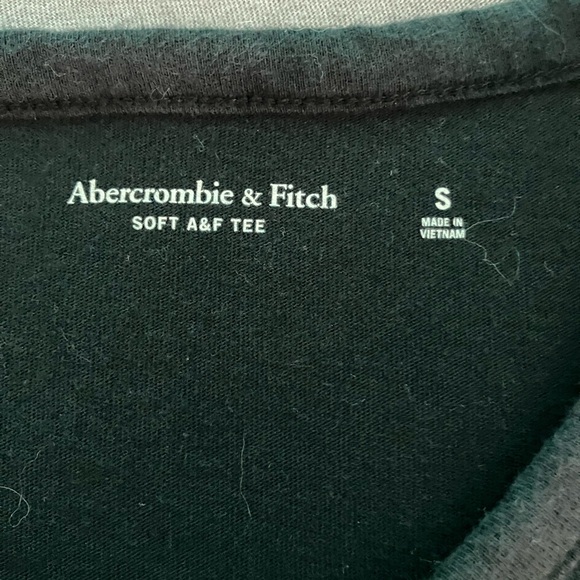 Abercrombie & Fitch
SOFT A&F TEE
S
MADE IN
VIETNAM